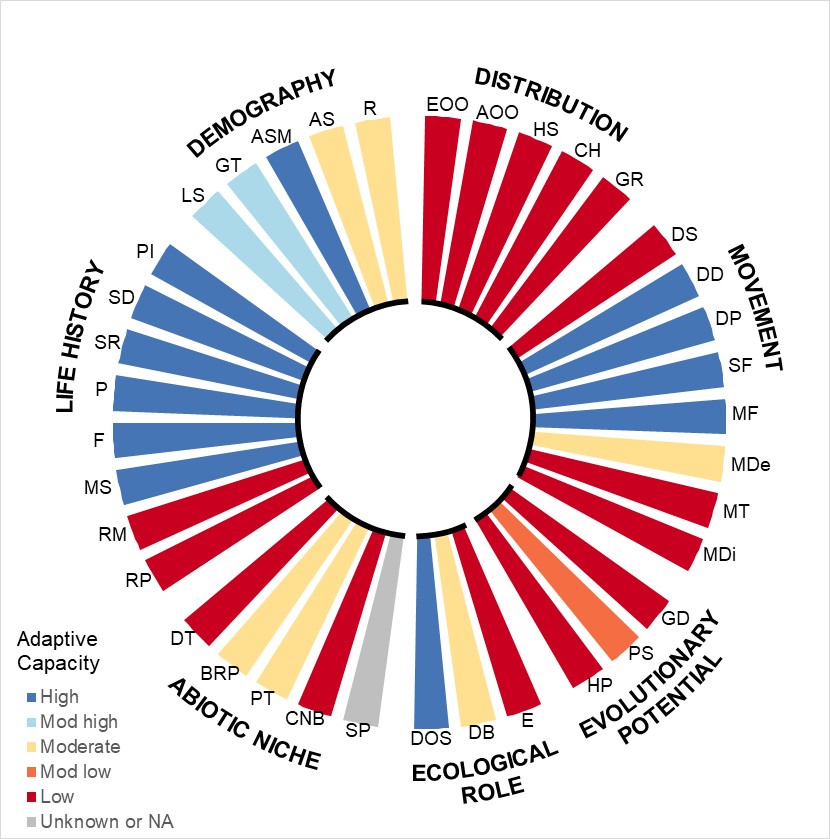 DISTRIBUTION
EOO
AOO
HS
CH
GR
MOVEMENT
DS
DD
DP
SF
MF
MDe
MT
MDi
EVOLUTIONARY
POTENTIAL
GD
PS
HP
ECOLOGICAL
ROLE
E
DB
DOS
ABIOTIC NICHE
SP
CNB
PT
BRP
DT
LIFE HISTORY
RP
RM
MS
F
P
SR
SD
PI
DEMOGRAPHY
LS
GT
ASM
AS
R
Adaptive
Capacity
High
Mod high
Moderate
Mod low
Low
Unknown or NA